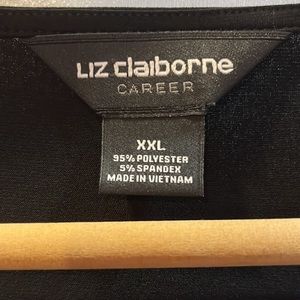 Liz claiborne
CAREER
XXL
95% POLYESTER
5% SPANDEX
MADE IN VIETNAM